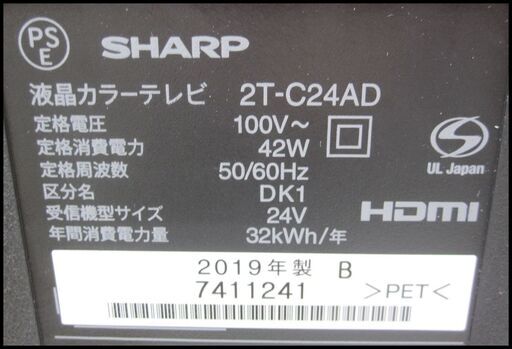 PSE SHARP
液晶カラーテレビ 2T-C24AD
定格電圧 100V～
定格消費電力 42W
定格周波数 50/60Hz
区分名 DK1
受信機型サイズ 24V
年間消費電力量 32kWh/年
UL Japan
HDMI
2019年製 B
7411241 >PET<